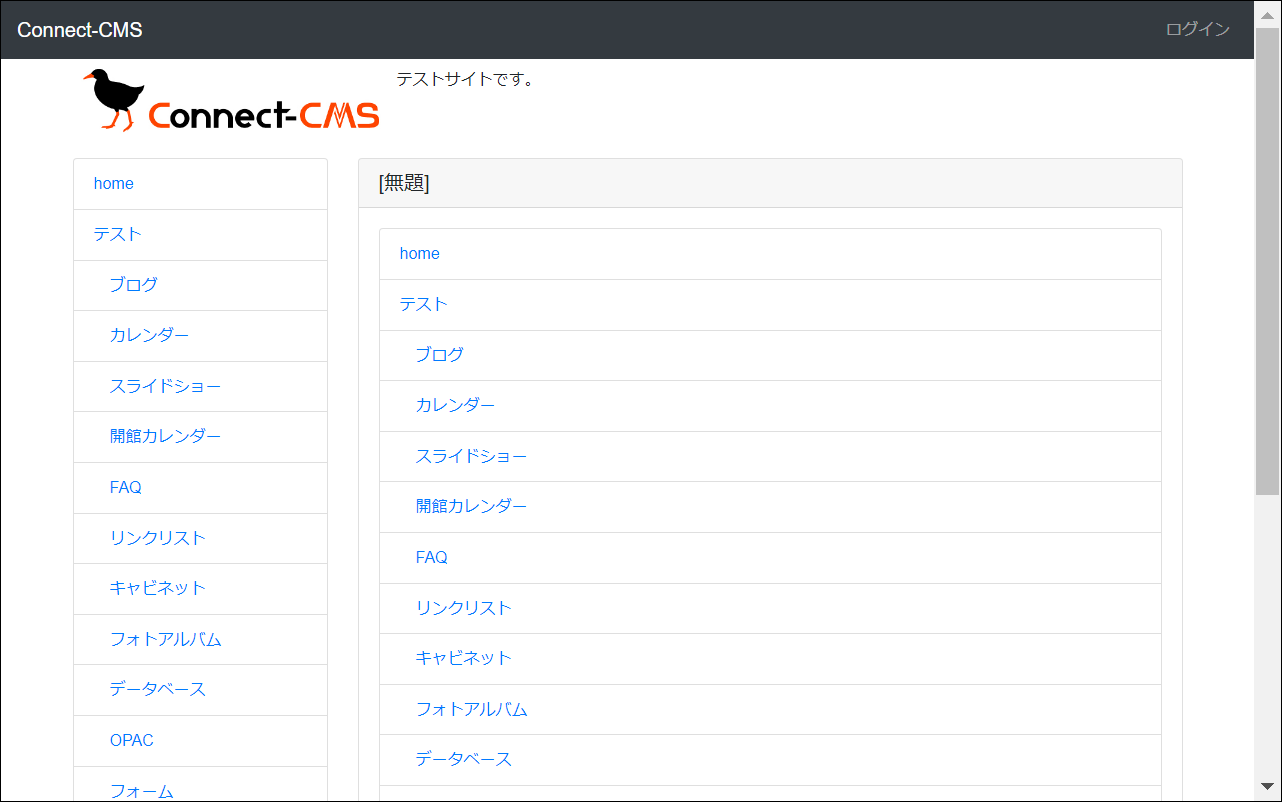 Connect-CMS
ログイン
Connect-CMS
テストサイトです。
home
テスト
ブログ
カレンダー
スライドショー
開館カレンダー
FAQ
リンクリスト
キャビネット
フォトアルバム
データベース
OPAC
フォーム
[無題]
home
テスト
ブログ
カレンダー
スライドショー
開館カレンダー
FAQ
リンクリスト
キャビネット
フォトアルバム
データベース